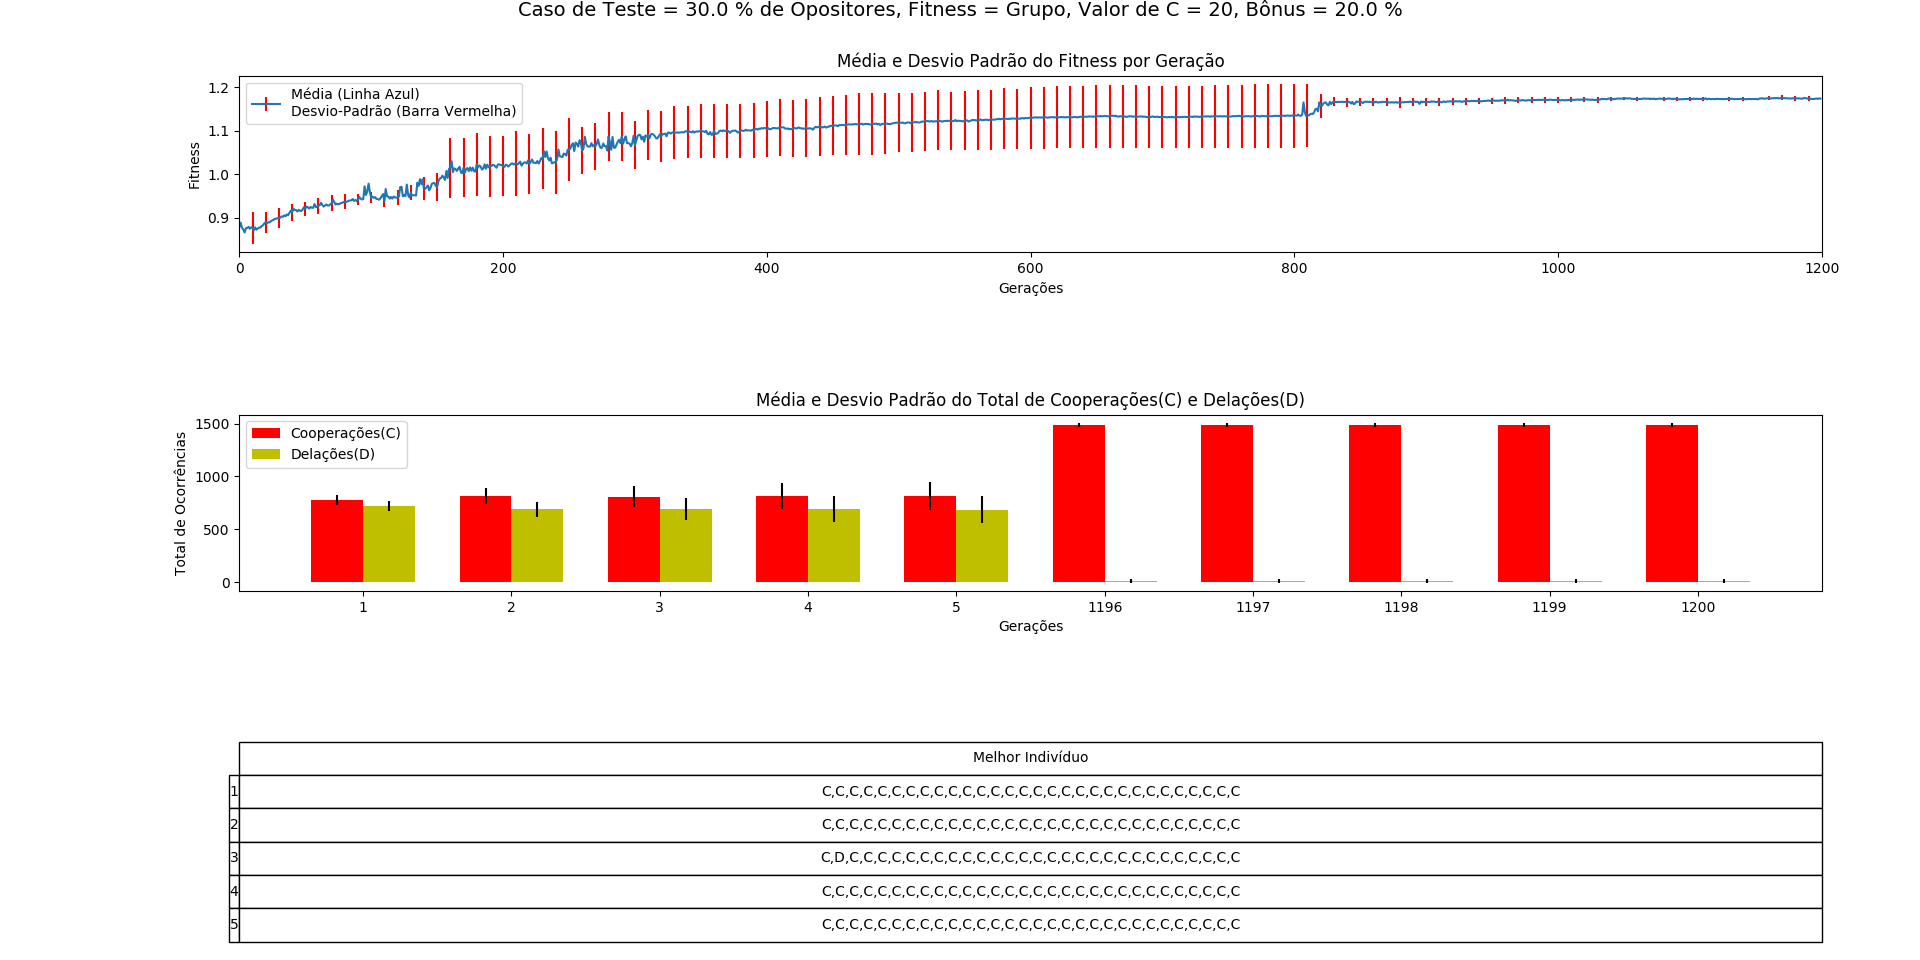 Caso de Teste = 30.0 % de Opositores, Fitness = Grupo, Valor de C = 20, Bônus = 20.0 %
Média e Desvio Padrão do Fitness por Geração
Média (Linha Azul)
Desvio-Padrão (Barra Vermelha)
1.2
1.1
1.0
0.9
Fitness
0 200 400 600 800 1000 1200
Gerações
Média e Desvio Padrão do Total de Cooperações(C) e Delações(D)
Cooperações(C)
Delações(D)
1500
1000
500
0
Total de Ocorrências
1 2 3 4 5 1196 1197 1198 1199 1200
Gerações
Melhor Indivíduo
1 C,C,C,C,C,C,C,C,C,C,C,C,C,C,C,C,C,C,C,C,C,C,C,C,C,C,C,C,C,C
2 C,C,C,C,C,C,C,C,C,C,C,C,C,C,C,C,C,C,C,C,C,C,C,C,C,C,C,C,C,C
3 C,D,C,C,C,C,C,C,C,C,C,C,C,C,C,C,C,C,C,C,C,C,C,C,C,C,C,C,C,C
4 C,C,C,C,C,C,C,C,C,C,C,C,C,C,C,C,C,C,C,C,C,C,C,C,C,C,C,C,C,C
5 C,C,C,C,C,C,C,C,C,C,C,C,C,C,C,C,C,C,C,C,C,C,C,C,C,C,C,C,C,C